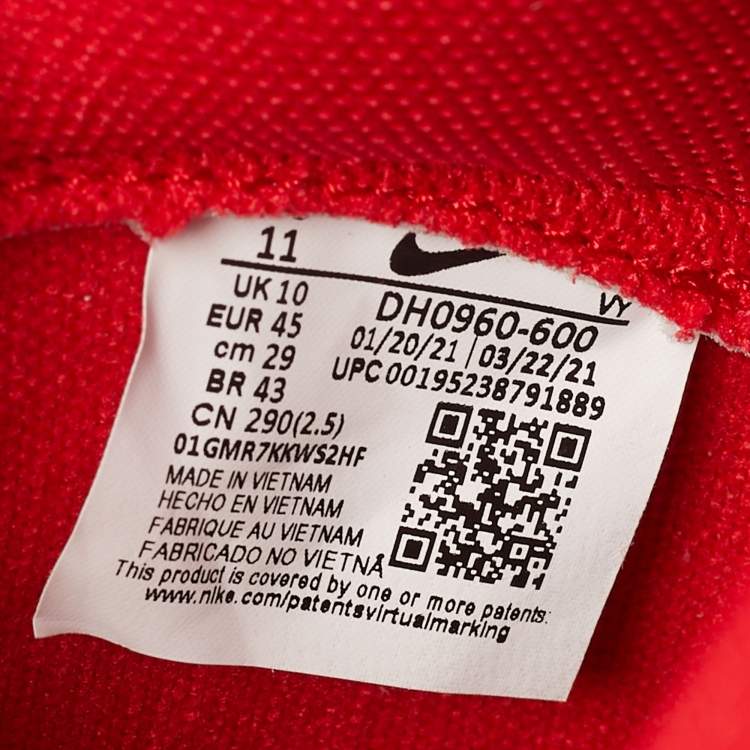 11
VY
UK 10
EUR 45
cm 29
BR 43
CN 290(2.5)
01GMR7KKWS2HF
DH0960-600
01/20/21 | 03/22/21
UPC 00195238791889
MADE IN VIETNAM
HECHO EN VIETNAM
FABRIQUE AU VIETNAM
FABRICADO NO VIETNÃ
This product is covered by one or more patents:
www.nike.com/patentsvirtualmarking